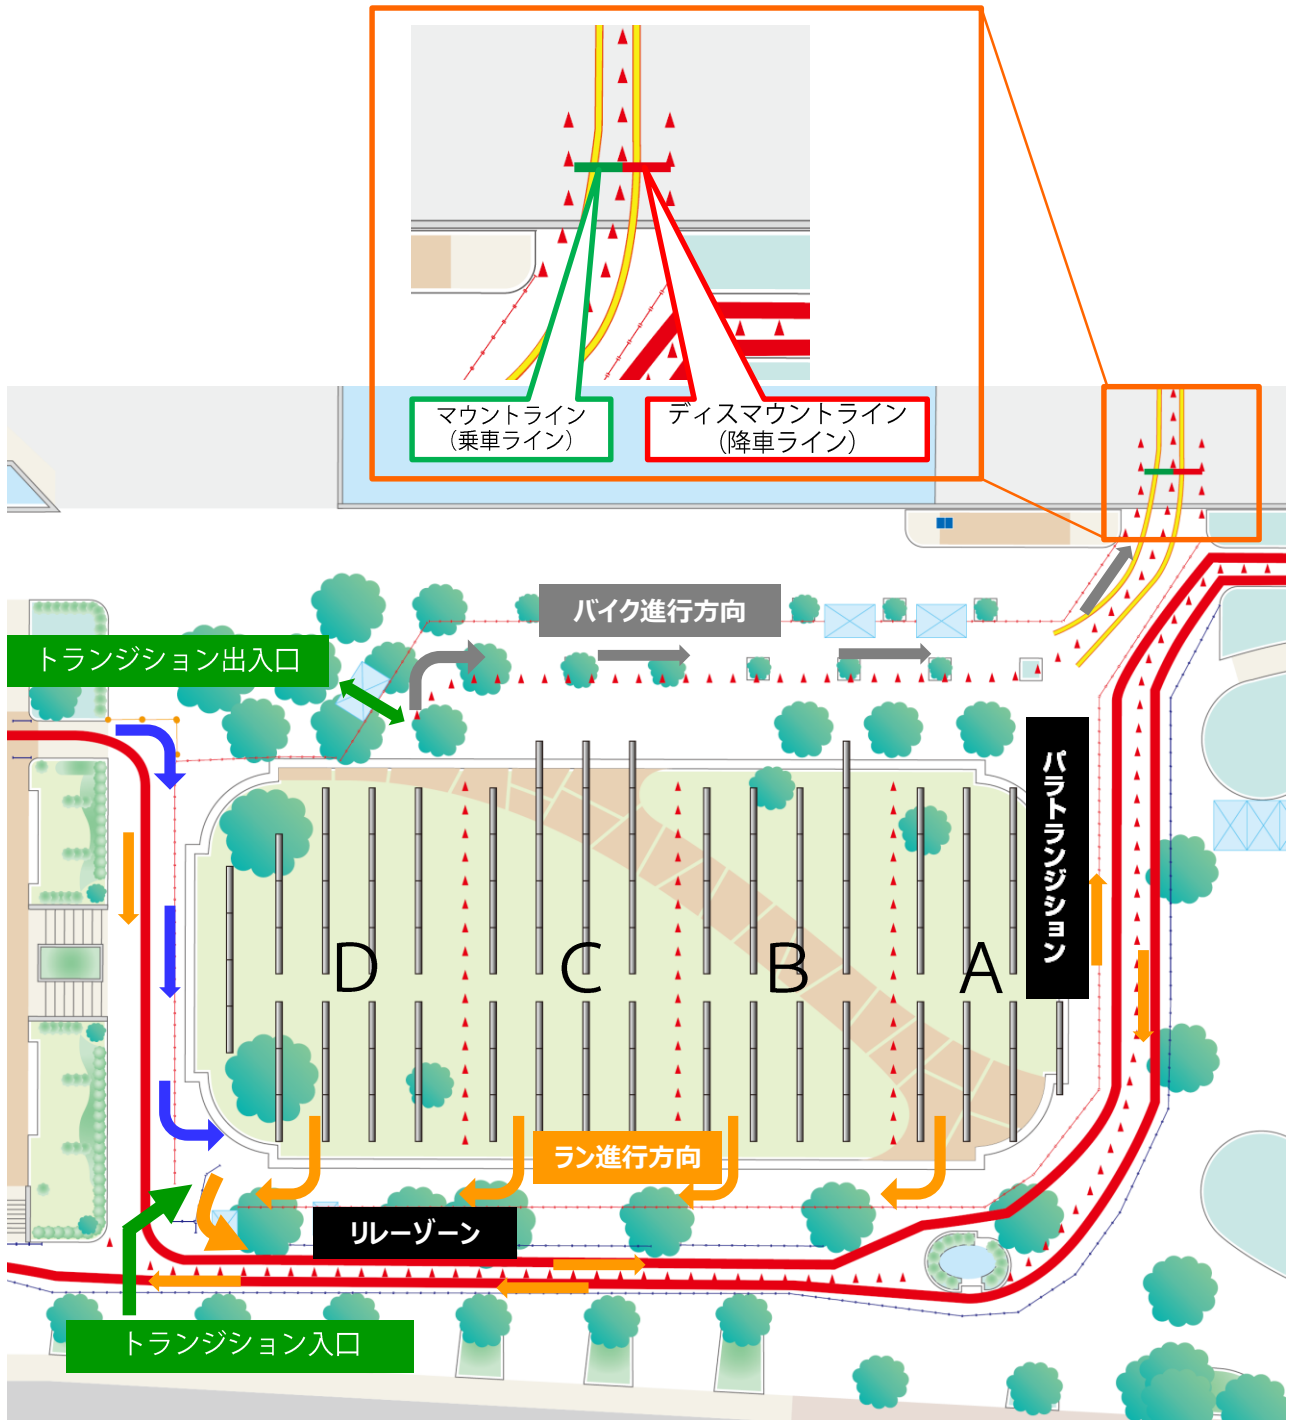 マウントライン
（乗車ライン）
ディスマウントライン
（降車ライン）
バイク進行方向
トランジション出入口
パラトランジション
D
C
B
A
ラン進行方向
リレーゾーン
トランジション入口